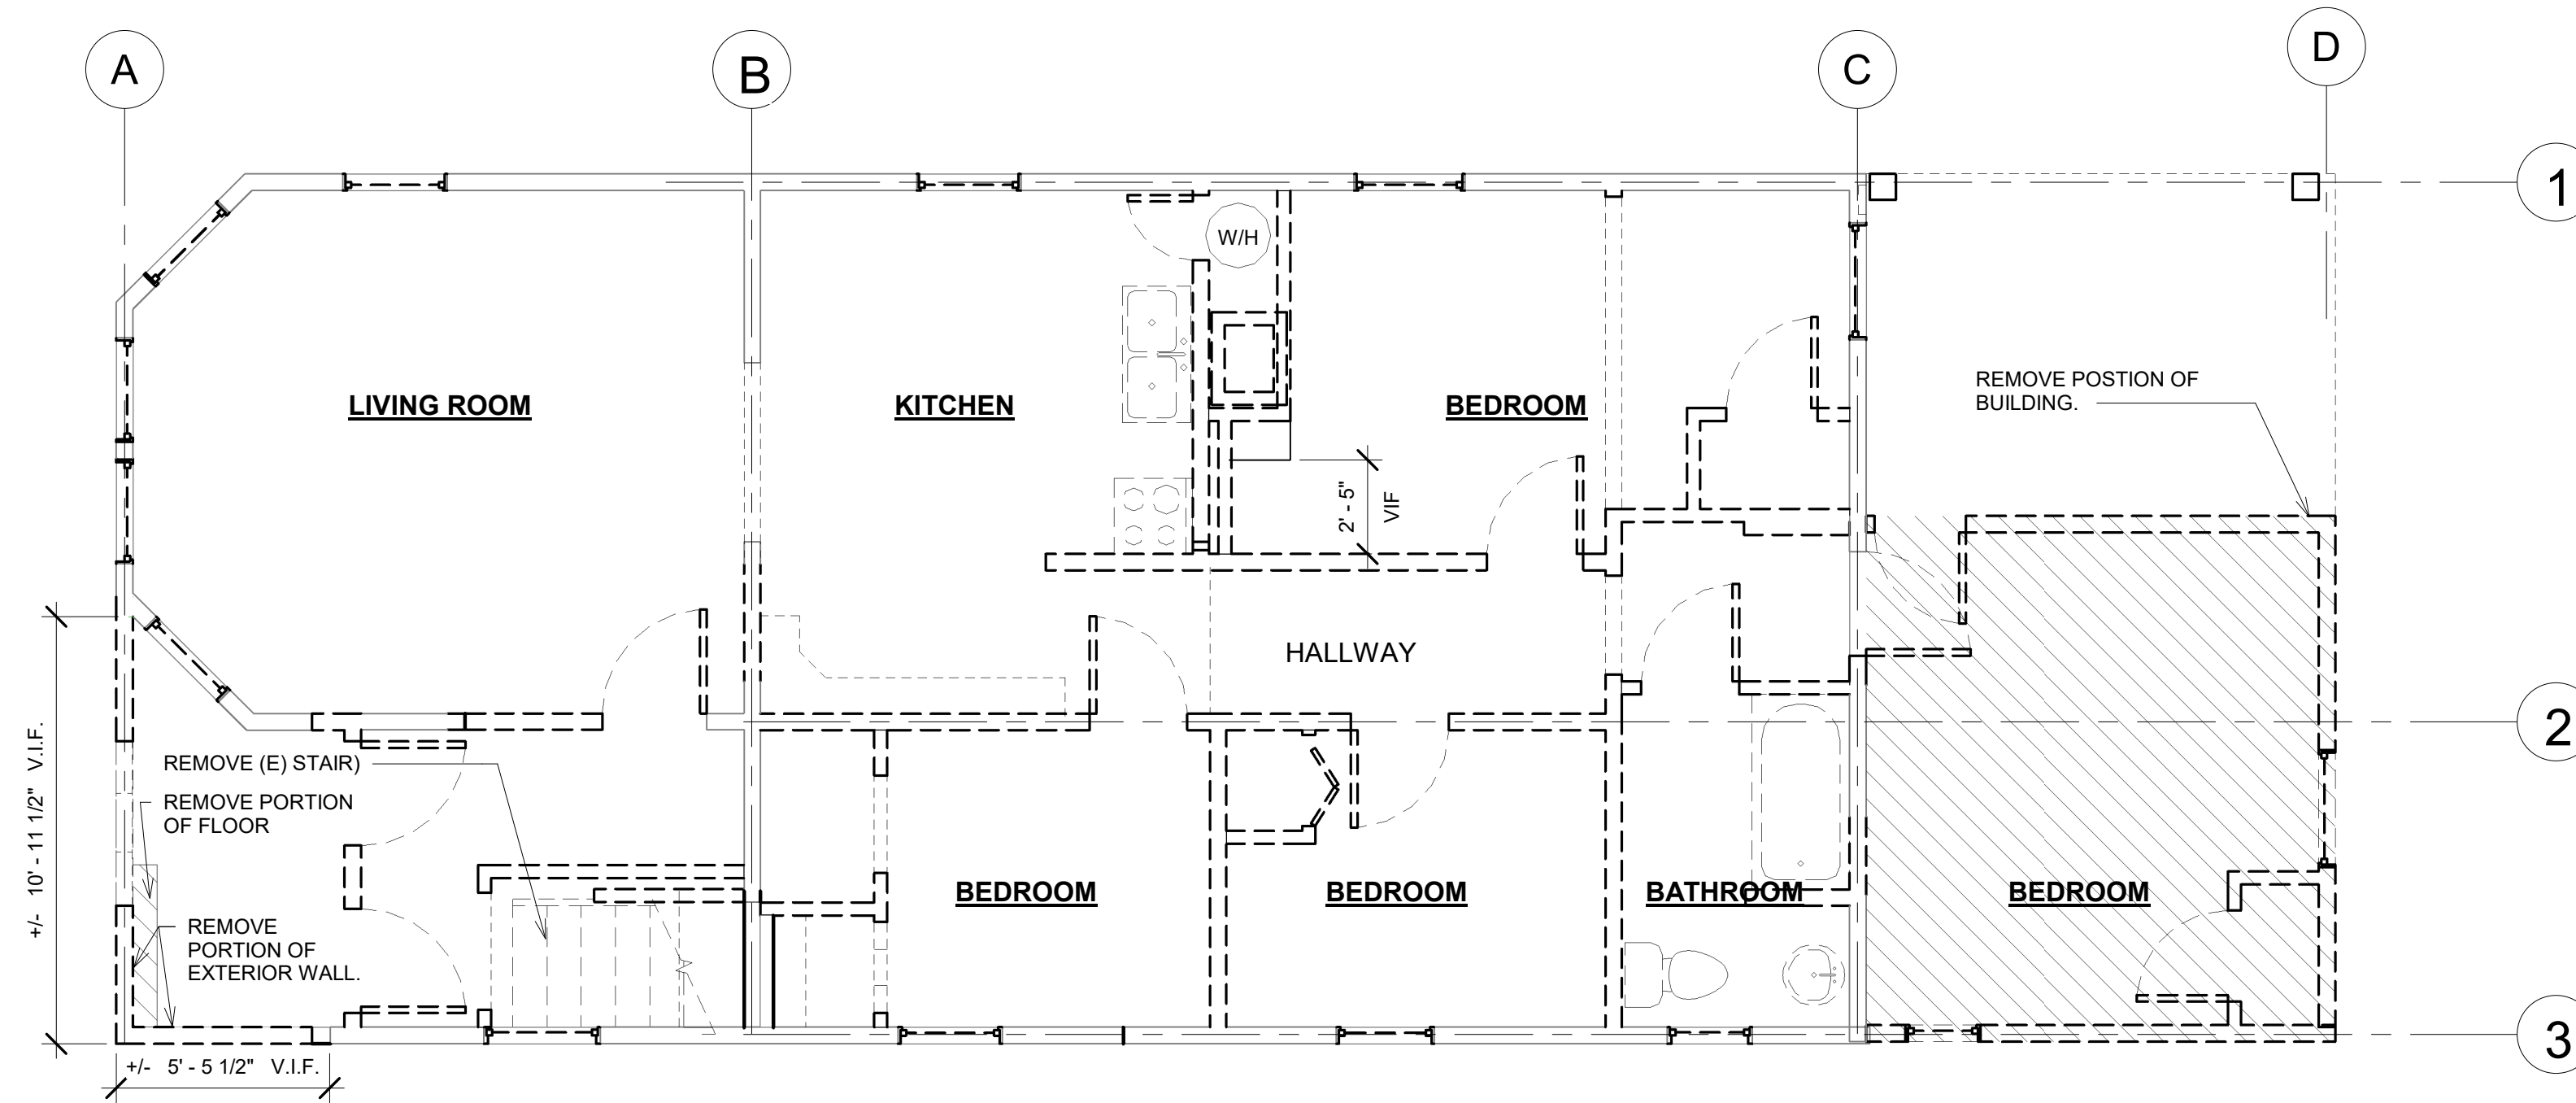 A
B
C
D
1
W/H
LIVING ROOM
KITCHEN
BEDROOM
REMOVE POSTION OF
BUILDING.
2' - 5"
VIF
HALLWAY
2
+/- 10' - 11 1/2" V.I.F.
REMOVE (E) STAIR)
REMOVE PORTION
OF FLOOR
REMOVE
PORTION OF
EXTERIOR WALL.
BEDROOM
BEDROOM
BATHROOM
BEDROOM
3
+/- 5' - 5 1/2" V.I.F.